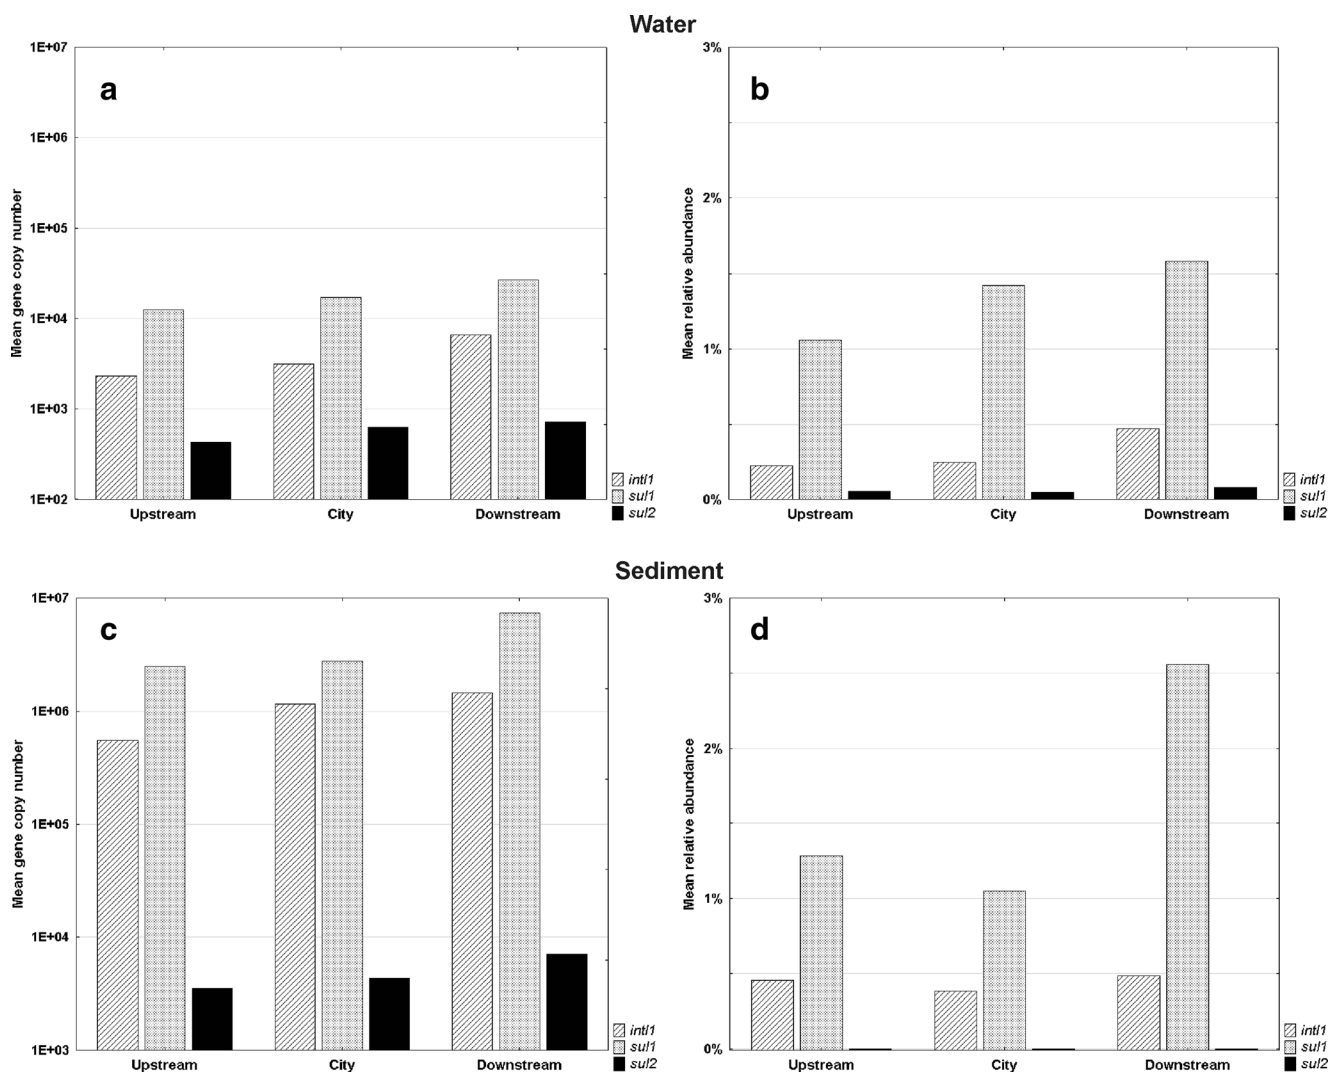 Water
a
Mean gene copy number
1E+07
1E+06
1E+05
1E+04
1E+03
1E+02
Upstream
City
Downstream
intI1
sul1
sul2
b
Mean relative abundance
3%
2%
1%
0%
Upstream
City
Downstream
intI1
sul1
sul2
Sediment
c
Mean gene copy number
1E+07
1E+06
1E+05
1E+04
1E+03
Upstream
City
Downstream
intI1
sul1
sul2
d
Mean relative abundance
3%
2%
1%
0%
Upstream
City
Downstream
intI1
sul1
sul2